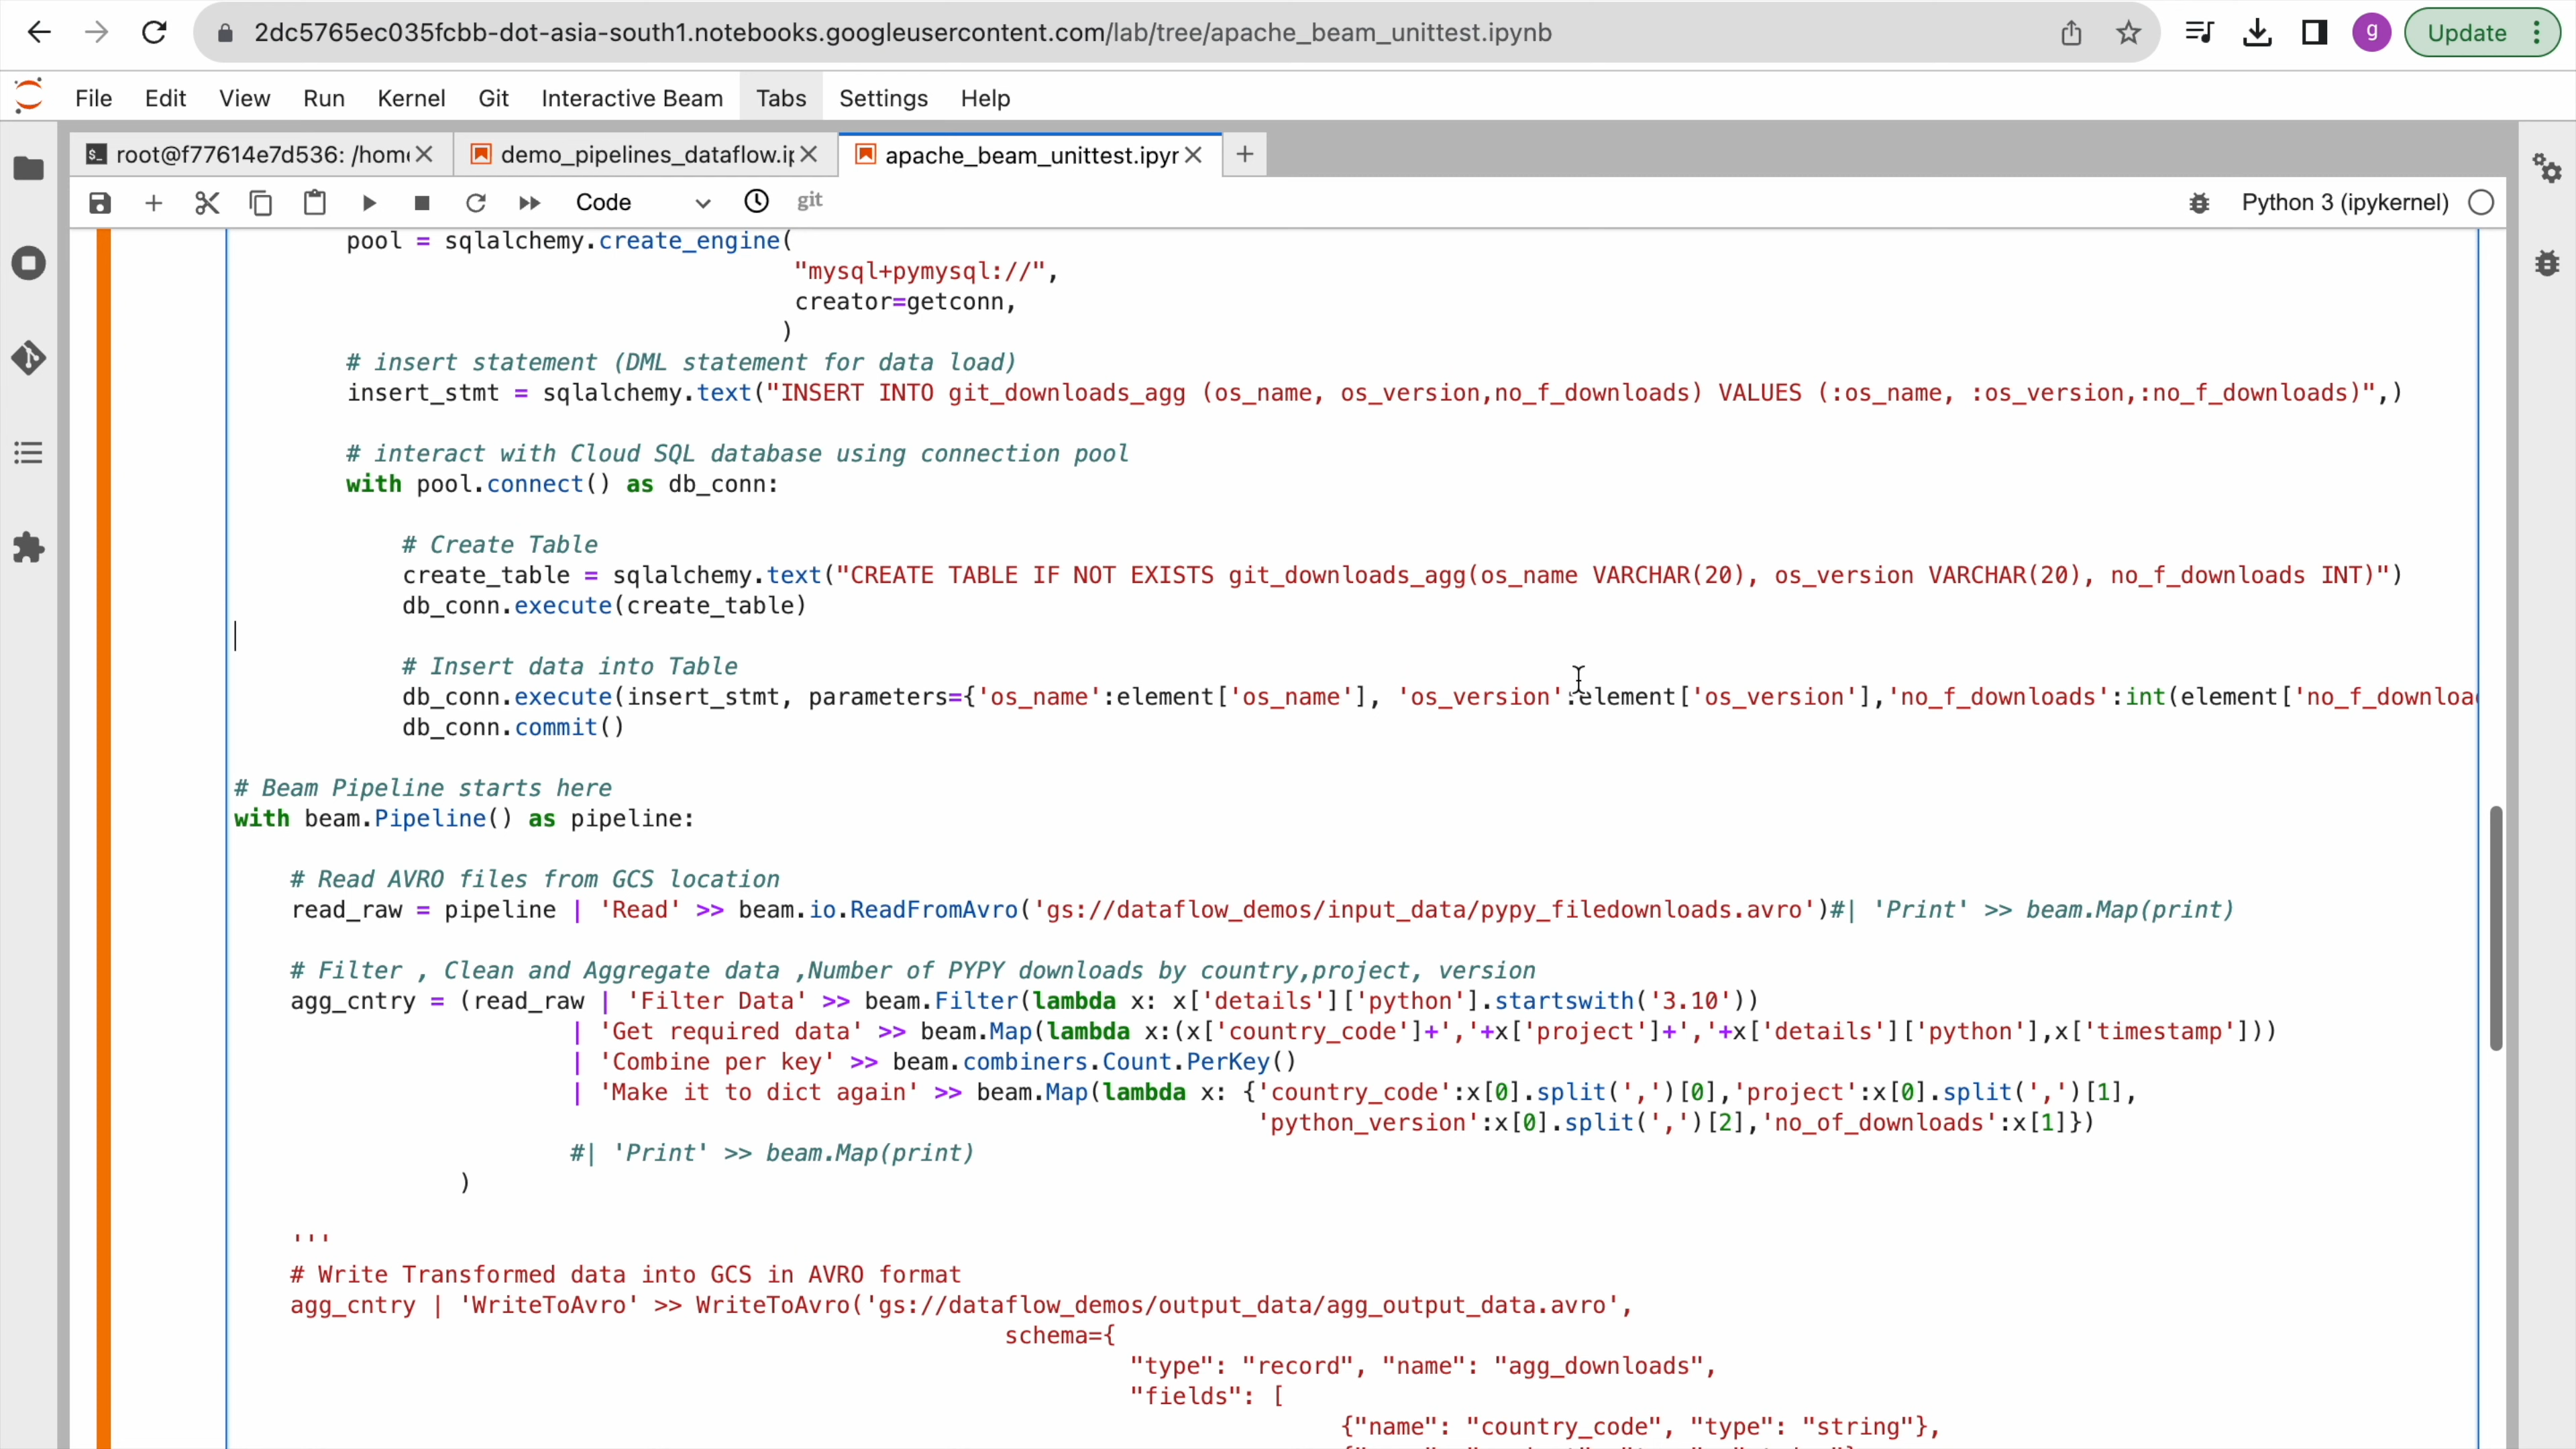 2dc5765ec035fcbb-dot-asia-south1.notebooks.googleusercontent.com/lab/tree/apache_beam_unittest.ipynb
g
Update
File Edit View Run Kernel Git Interactive Beam Tabs Settings Help
root@f77614e7d536: /home
demo_pipelines_dataflow.ip
apache_beam_unittest.ipyn
Code
git
Python 3 (ipykernel)
pool = sqlalchemy.create_engine(
"mysql+pymysql://",
creator=getconn,
)
# insert statement (DML statement for data load)
insert_stmt = sqlalchemy.text("INSERT INTO git_downloads_agg (os_name, os_version,no_f_downloads) VALUES (:os_name, :os_version,:no_f_downloads)",)
# interact with Cloud SQL database using connection pool
with pool.connect() as db_conn:
# Create Table
create_table = sqlalchemy.text("CREATE TABLE IF NOT EXISTS git_downloads_agg(os_name VARCHAR(20), os_version VARCHAR(20), no_f_downloads INT)")
db_conn.execute(create_table)
# Insert data into Table
db_conn.execute(insert_stmt, parameters={'os_name':element['os_name'], 'os_version':element['os_version'],'no_f_downloads':int(element['no_f_downloa
db_conn.commit()
# Beam Pipeline starts here
with beam.Pipeline() as pipeline:
# Read AVRO files from GCS location
read_raw = pipeline | 'Read' >> beam.io.ReadFromAvro('gs://dataflow_demos/input_data/pypy_filedownloads.avro')#| 'Print' >> beam.Map(print)
# Filter , Clean and Aggregate data ,Number of PYPY downloads by country,project, version
agg_cntry = (read_raw | 'Filter Data' >> beam.Filter(lambda x: x['details']['python'].startswith('3.10'))
| 'Get required data' >> beam.Map(lambda x:(x['country_code']+','+x['project']+','+x['details']['python'],x['timestamp']))
| 'Combine per key' >> beam.combiners.Count.PerKey()
| 'Make it to dict again' >> beam.Map(lambda x: {'country_code':x[0].split(',')[0],'project':x[0].split(',')[1],
'python_version':x[0].split(',')[2],'no_of_downloads':x[1]})
#| 'Print' >> beam.Map(print)
)
'''
# Write Transformed data into GCS in AVRO format
agg_cntry | 'WriteToAvro' >> WriteToAvro('gs://dataflow_demos/output_data/agg_output_data.avro',
schema={
"type": "record", "name": "agg_downloads",
"fields": [
{"name": "country_code", "type": "string"},